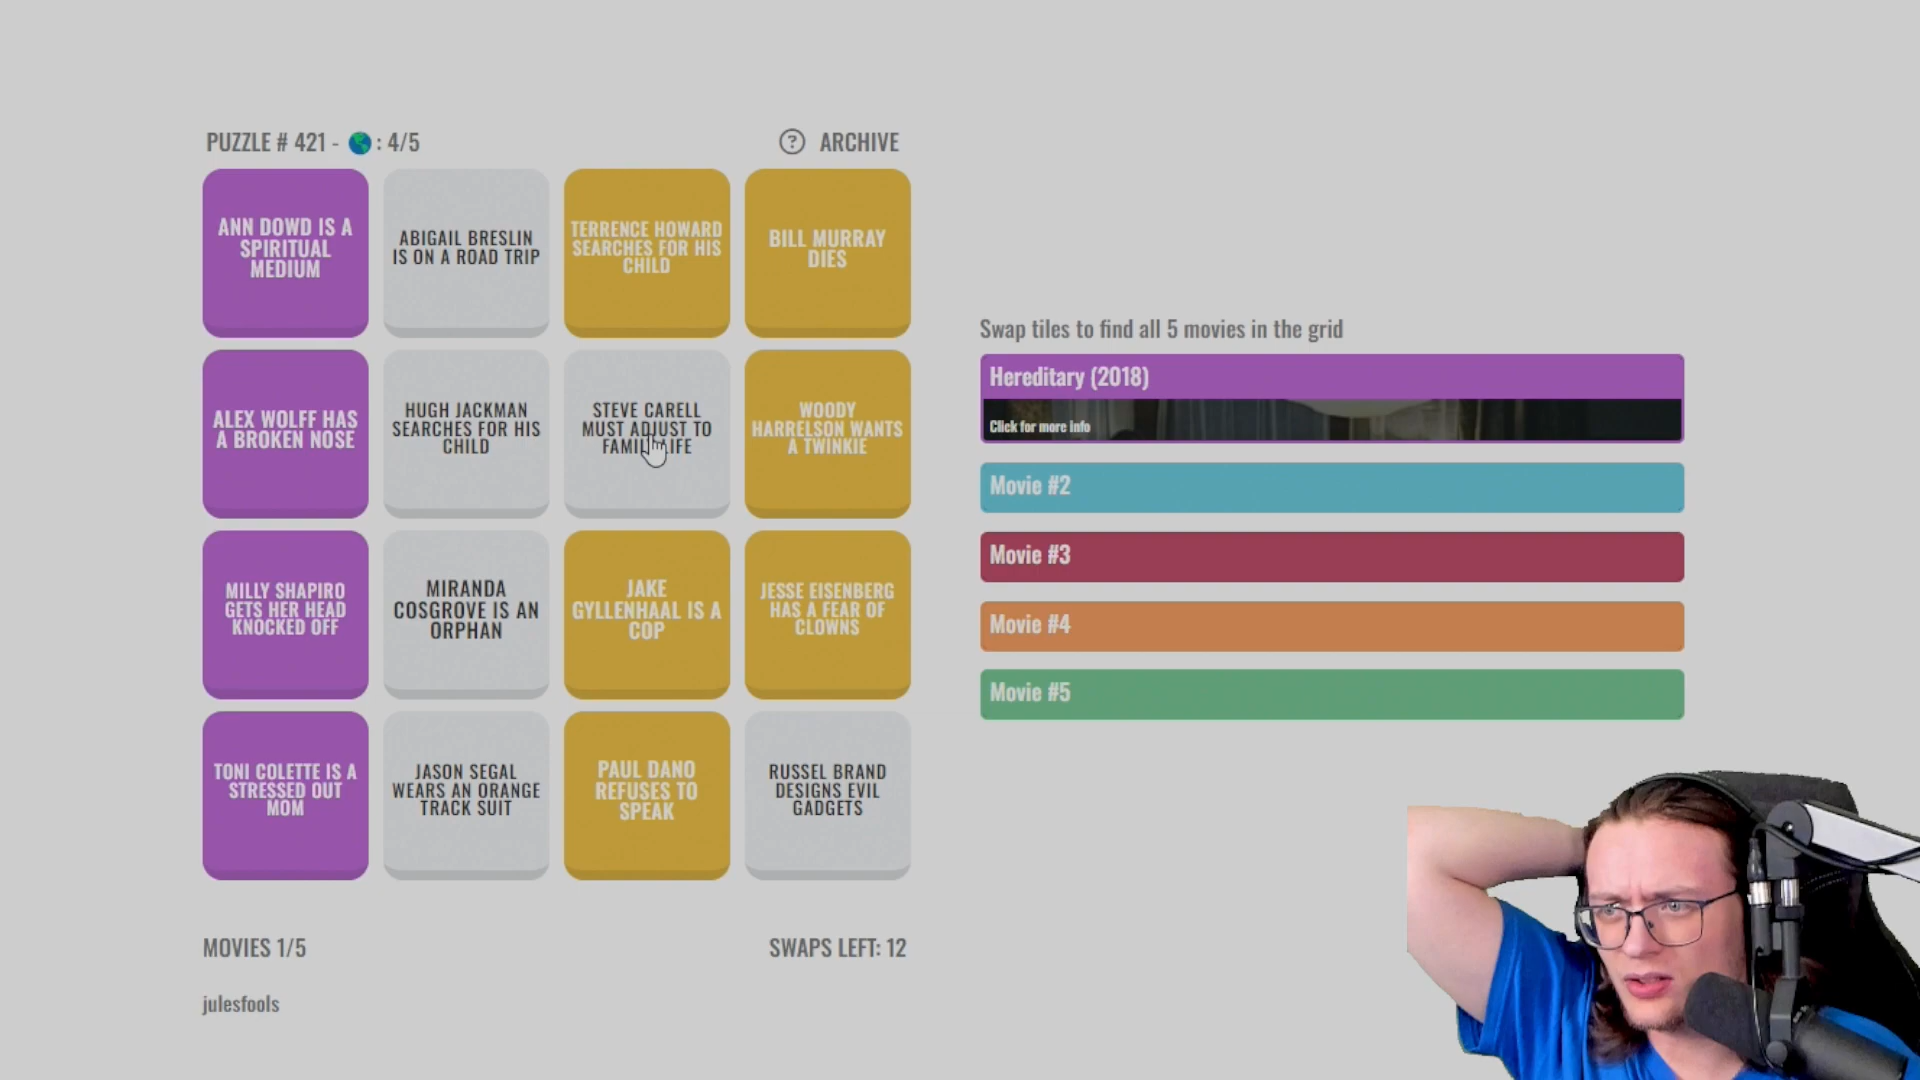 PUZZLE # 421 - : 4/5
ARCHIVE
ANN DOWD IS A
SPIRITUAL
MEDIUM
ABIGAIL BRESLIN
IS ON A ROAD TRIP
TERRENCE HOWARD
SEARCHES FOR HIS
CHILD
BILL MURRAY
DIES
ALEX WOLFF HAS
A BROKEN NOSE
HUGH JACKMAN
SEARCHES FOR HIS
CHILD
STEVE CARELL
MUST ADJUST TO
FAMILY LIFE
WOODY
HARRELSON WANTS
A TWINKIE
MILLY SHAPIRO
GETS HER HEAD
KNOCKED OFF
MIRANDA
COSGROVE IS AN
ORPHAN
JAKE
GYLLENHAAL IS A
COP
JESSE EISENBERG
HAS A FEAR OF
CLOWNS
TONI COLETTE IS A
STRESSED OUT
MOM
JASON SEGAL
WEARS AN ORANGE
TRACK SUIT
PAUL DANO
REFUSES TO
SPEAK
RUSSEL BRAND
DESIGNS EVIL
GADGETS
MOVIES 1/5
SWAPS LEFT: 12
julesfools
Swap tiles to find all 5 movies in the grid
Hereditary (2018)
Click for more info
Movie #2
Movie #3
Movie #4
Movie #5